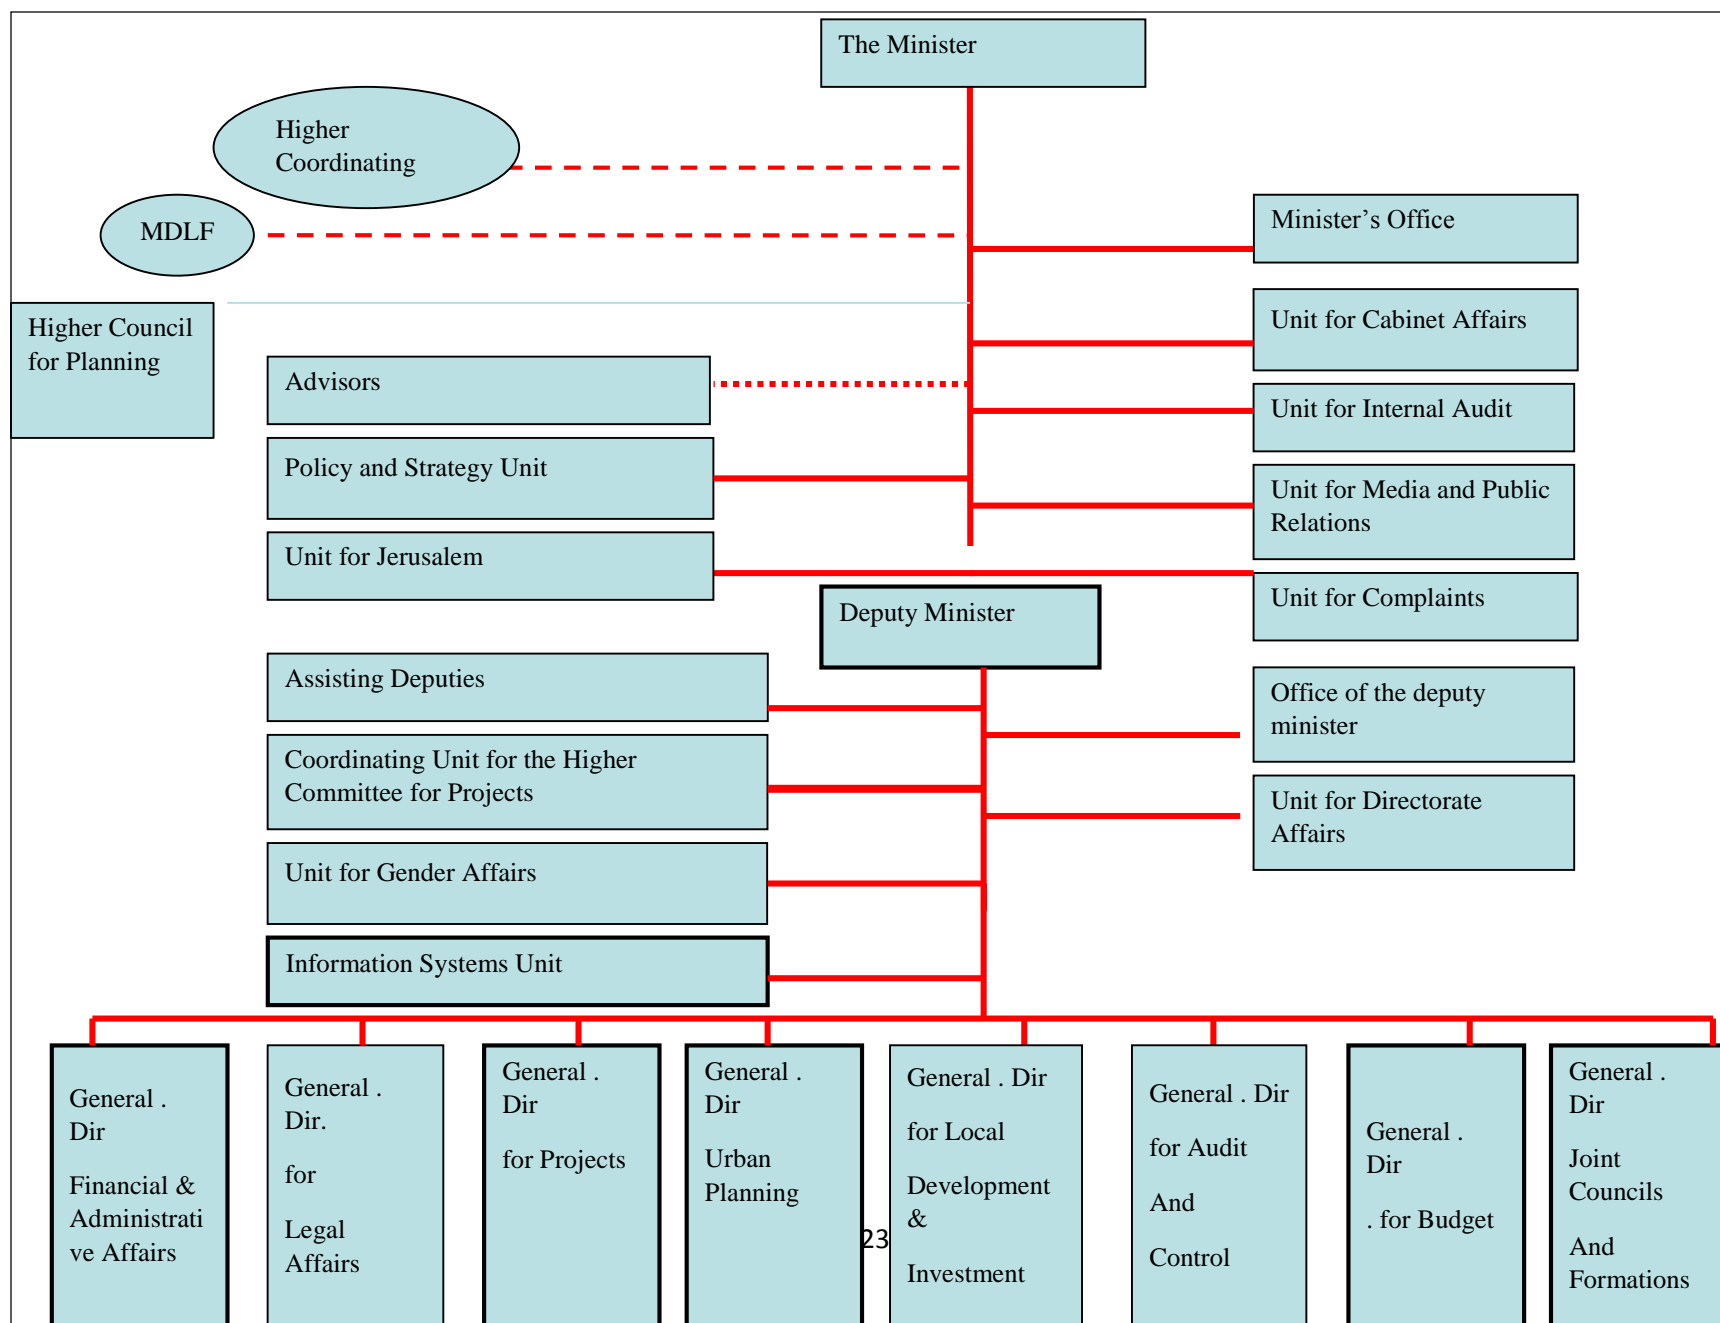 The Minister
Higher
Coordinating
MDLF
Minister’s Office
Higher Council
for Planning
Unit for Cabinet Affairs
Advisors
Unit for Internal Audit
Policy and Strategy Unit
Unit for Media and Public
Relations
Unit for Jerusalem
Unit for Complaints
Deputy Minister
Assisting Deputies
Office of the deputy
minister
Coordinating Unit for the Higher
Committee for Projects
Unit for Directorate
Affairs
Unit for Gender Affairs
Information Systems Unit
General .
Dir
Financial &
Administrati
ve Affairs
General .
Dir.
for
Legal
Affairs
General .
Dir
for Projects
General .
Dir
Urban
Planning
23
General . Dir
for Local
Development
&
Investment
General . Dir
for Audit
And
Control
General .
Dir
. for Budget
General .
Dir
Joint
Councils
And
Formations